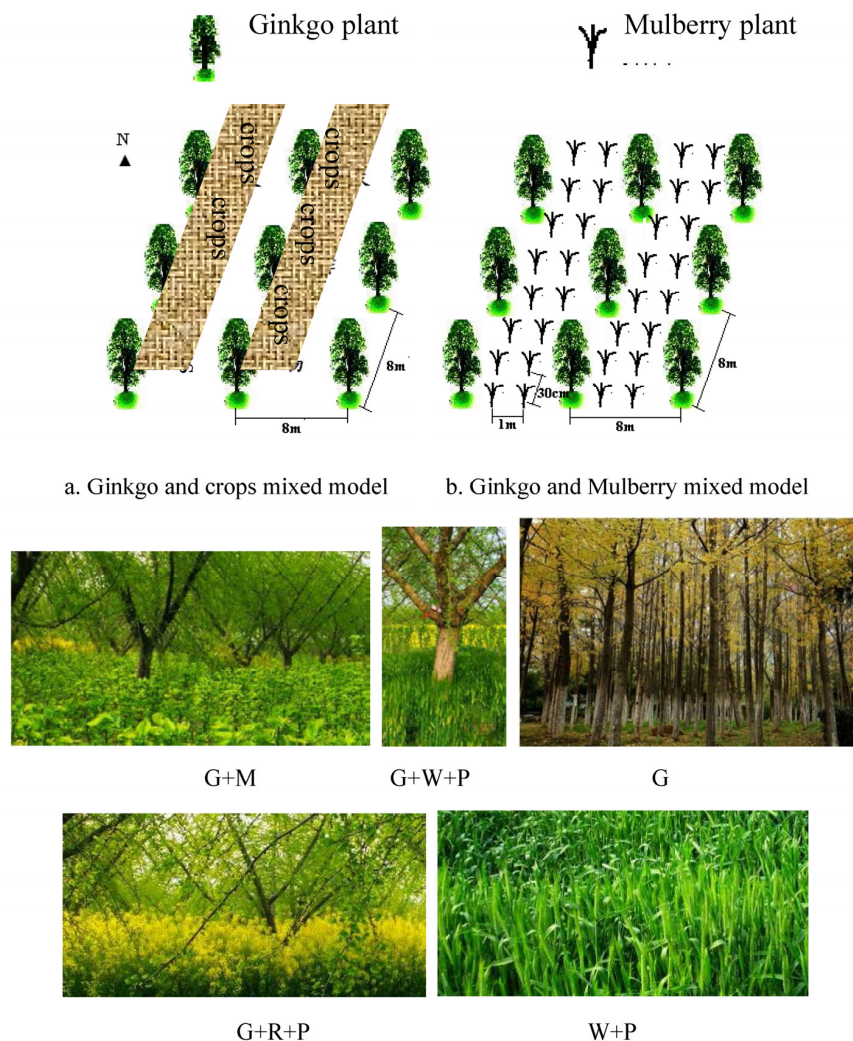 Ginkgo plant
Mulberry plant
N
crops
crops
crops
crops
crops
8m
8m
30cm
1m
8m
8m
a. Ginkgo and crops mixed model
b. Ginkgo and Mulberry mixed model
G+M
G+W+P
G
G+R+P
W+P